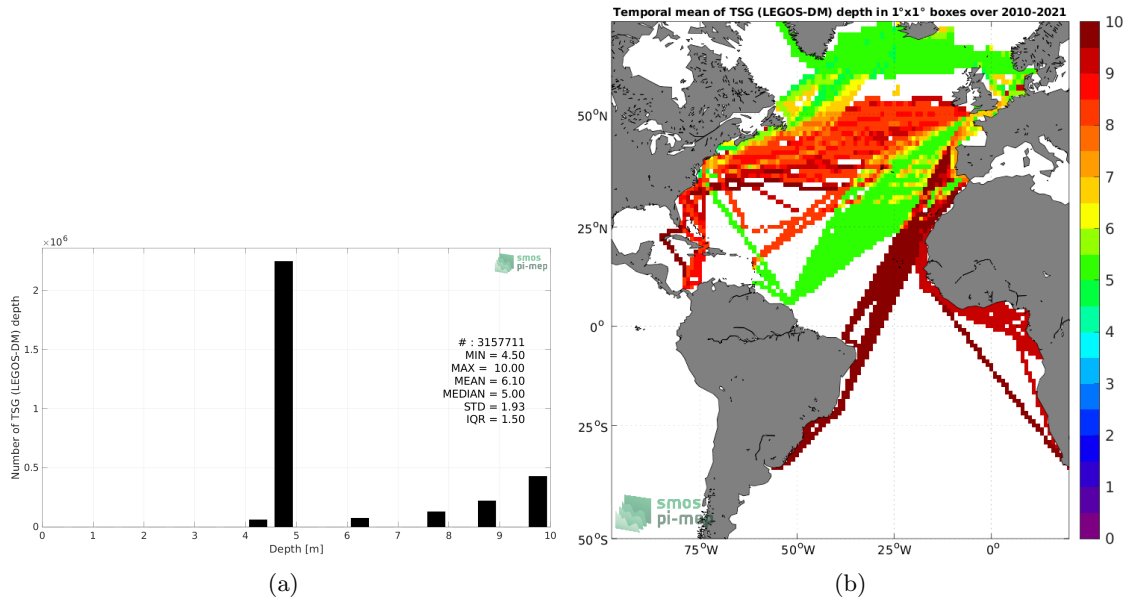 ×10⁶
2
1.5
1
0.5
0
Number of TSG (LEGOS-DM) depth
smos
pi-mep
# : 3157711
MIN = 4.50
MAX = 10.00
MEAN = 6.10
MEDIAN = 5.00
STD = 1.93
IQR = 1.50
0 1 2 3 4 5 6 7 8 9 10
Depth [m]
(a)
Temporal mean of TSG (LEGOS-DM) depth in 1°x1° boxes over 2010-2021
50°N
25°N
0°
25°S
50°S
75°W 50°W 25°W 0°
smos
pi-mep
10
9
8
7
6
5
4
3
2
1
0
(b)